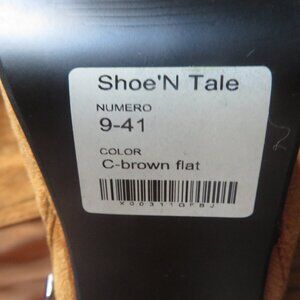 Shoe'N Tale
NUMERO
9-41
COLOR
C-brown flat